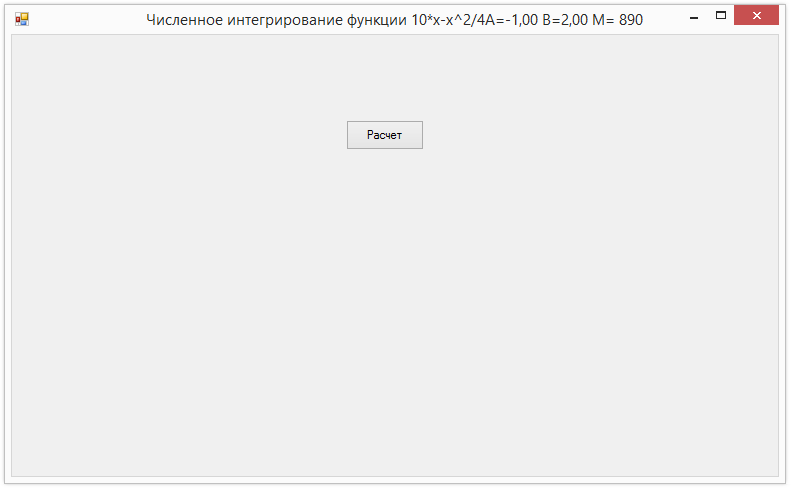 Численное интегрирование функции 10*x-x^2/4A=-1,00 B=2,00 M= 890
Расчет